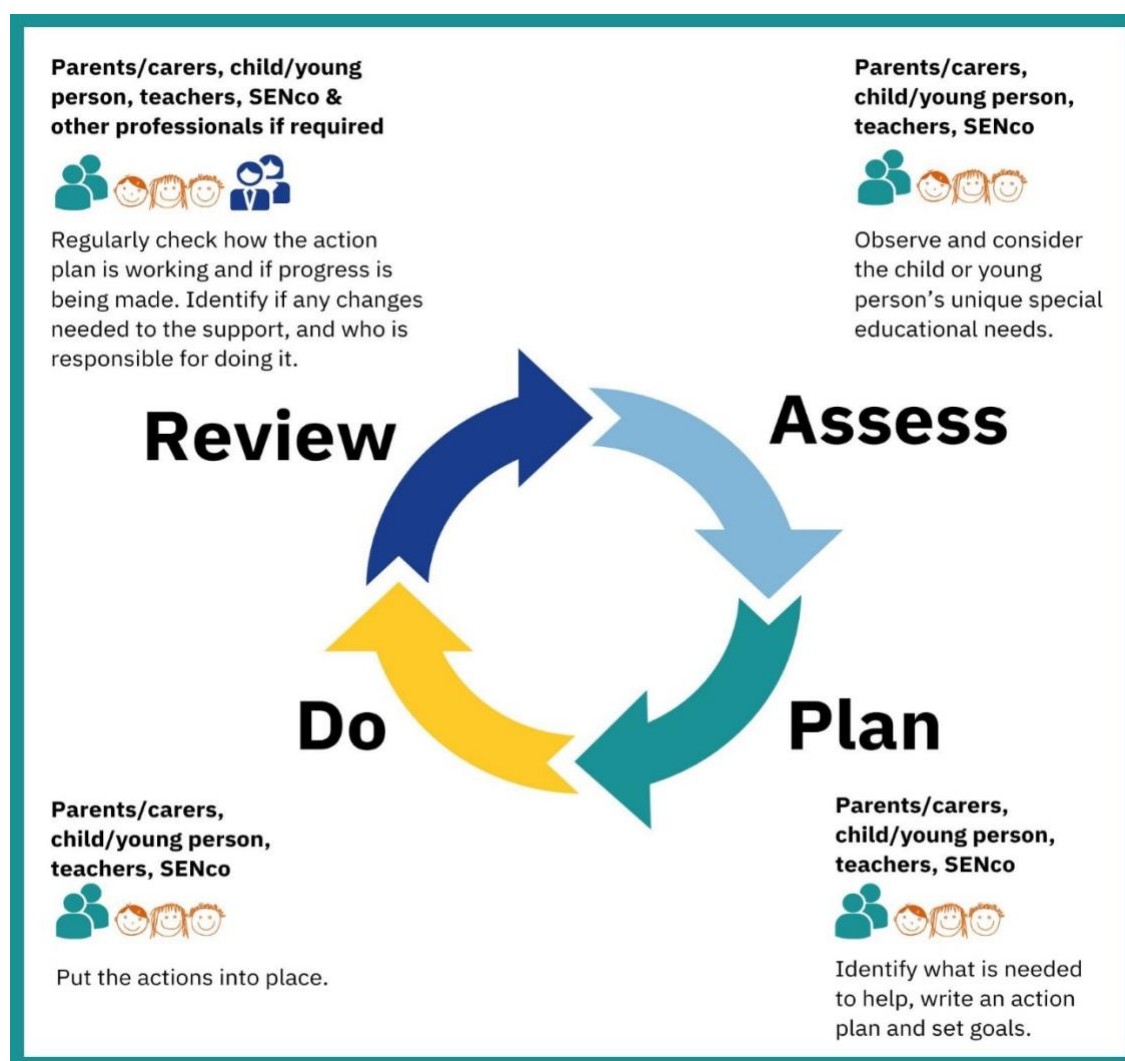 Parents/carers, child/young
person, teachers, SENco &
other professionals if required
Regularly check how the action
plan is working and if progress is
being made. Identify if any changes
needed to the support, and who is
responsible for doing it.
Review
Parents/carers,
child/young person,
teachers, SENco
Observe and consider
the child or young
person's unique special
educational needs.
Assess
Plan
Parents/carers,
child/young person,
teachers, SENco
Identify what is needed
to help, write an action
plan and set goals.
Do
Parents/carers,
child/young person,
teachers, SENco
Put the actions into place.